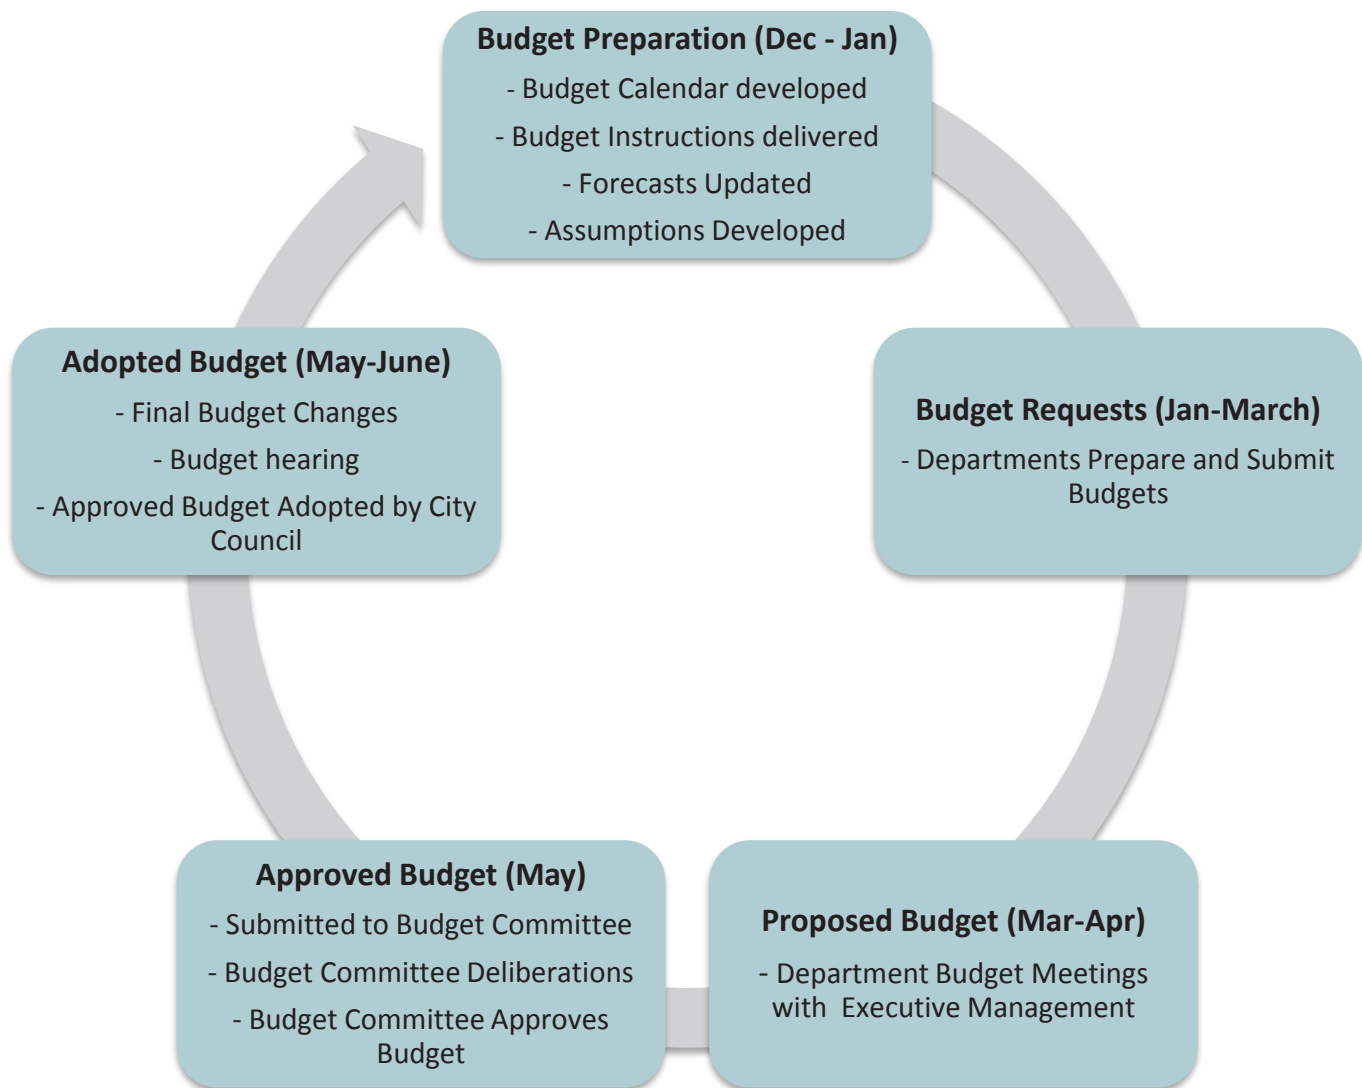 Budget Preparation (Dec - Jan)
- Budget Calendar developed
- Budget Instructions delivered
- Forecasts Updated
- Assumptions Developed
Budget Requests (Jan-March)
- Departments Prepare and Submit
Budgets
Proposed Budget (Mar-Apr)
- Department Budget Meetings
with  Executive Management
Approved Budget (May)
- Submitted to Budget Committee
- Budget Committee Deliberations
- Budget Committee Approves
Budget
Adopted Budget (May-June)
- Final Budget Changes
- Budget hearing
- Approved Budget Adopted by City
Council